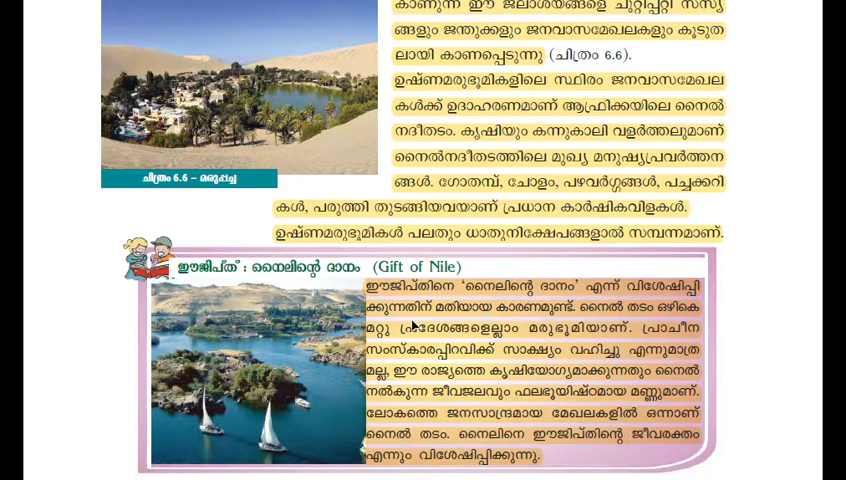 കാണുന്ന ഈ ജലാശയങ്ങളെ ചുറ്റിപ്പറ്റി സസ്യ
ങ്ങളും ജന്തുക്കളും ജനവാസമേഖലകളും കൂടുത
ലായി കാണപ്പെടുന്നു (ചിത്രം 6.6).
ഉഷ്ണമരുഭൂമികളിലെ സ്ഥിരം ജനവാസമേഖല
കൾക്ക് ഉദാഹരണമാണ് ആഫ്രിക്കയിലെ നൈൽ
നദീതടം. കൃഷിയും കന്നുകാലി വളർത്തലുമാണ്
നൈൽനദീതടത്തിലെ മുഖ്യ മനുഷ്യപ്രവർത്തന
ചിത്രം 6.6 – മരുപ്പച്ച
ങ്ങൾ. ഗോതമ്പ്, ചോളം, പഴവർഗ്ഗങ്ങൾ, പച്ചക്കറി
കൾ, പരുത്തി തുടങ്ങിയവയാണ് പ്രധാന കാർഷികവിളകൾ.
ഉഷ്ണമരുഭൂമികൾ പലതും ധാതുനിക്ഷേപങ്ങളാൽ സമ്പന്നമാണ്.
ഈജിപ്ത് : നൈലിന്റെ ദാനം (Gift of Nile)
ഈജിപ്തിനെ ‘നൈലിന്റെ ദാനം’ എന്ന് വിശേഷിപ്പി
ക്കുന്നതിന് മതിയായ കാരണമുണ്ട്. നൈൽ തടം ഒഴികെ
മറ്റു പ്രദേശങ്ങളെല്ലാം മരുഭൂമിയാണ്. പ്രാചീന
സംസ്കാരപ്പിറവിക്ക് സാക്ഷ്യം വഹിച്ചു എന്നുമാത്ര
മല്ല, ഈ രാജ്യത്തെ കൃഷിയോഗ്യമാക്കുന്നതും നൈൽ
നൽകുന്ന ജീവജലവും ഫലഭൂയിഷ്ഠമായ മണ്ണുമാണ്.
ലോകത്തെ ജനസാന്ദ്രമായ മേഖലകളിൽ ഒന്നാണ്
നൈൽ തടം. നൈലിനെ ഈജിപ്തിന്റെ ജീവരക്തം
എന്നും വിശേഷിപ്പിക്കുന്നു.